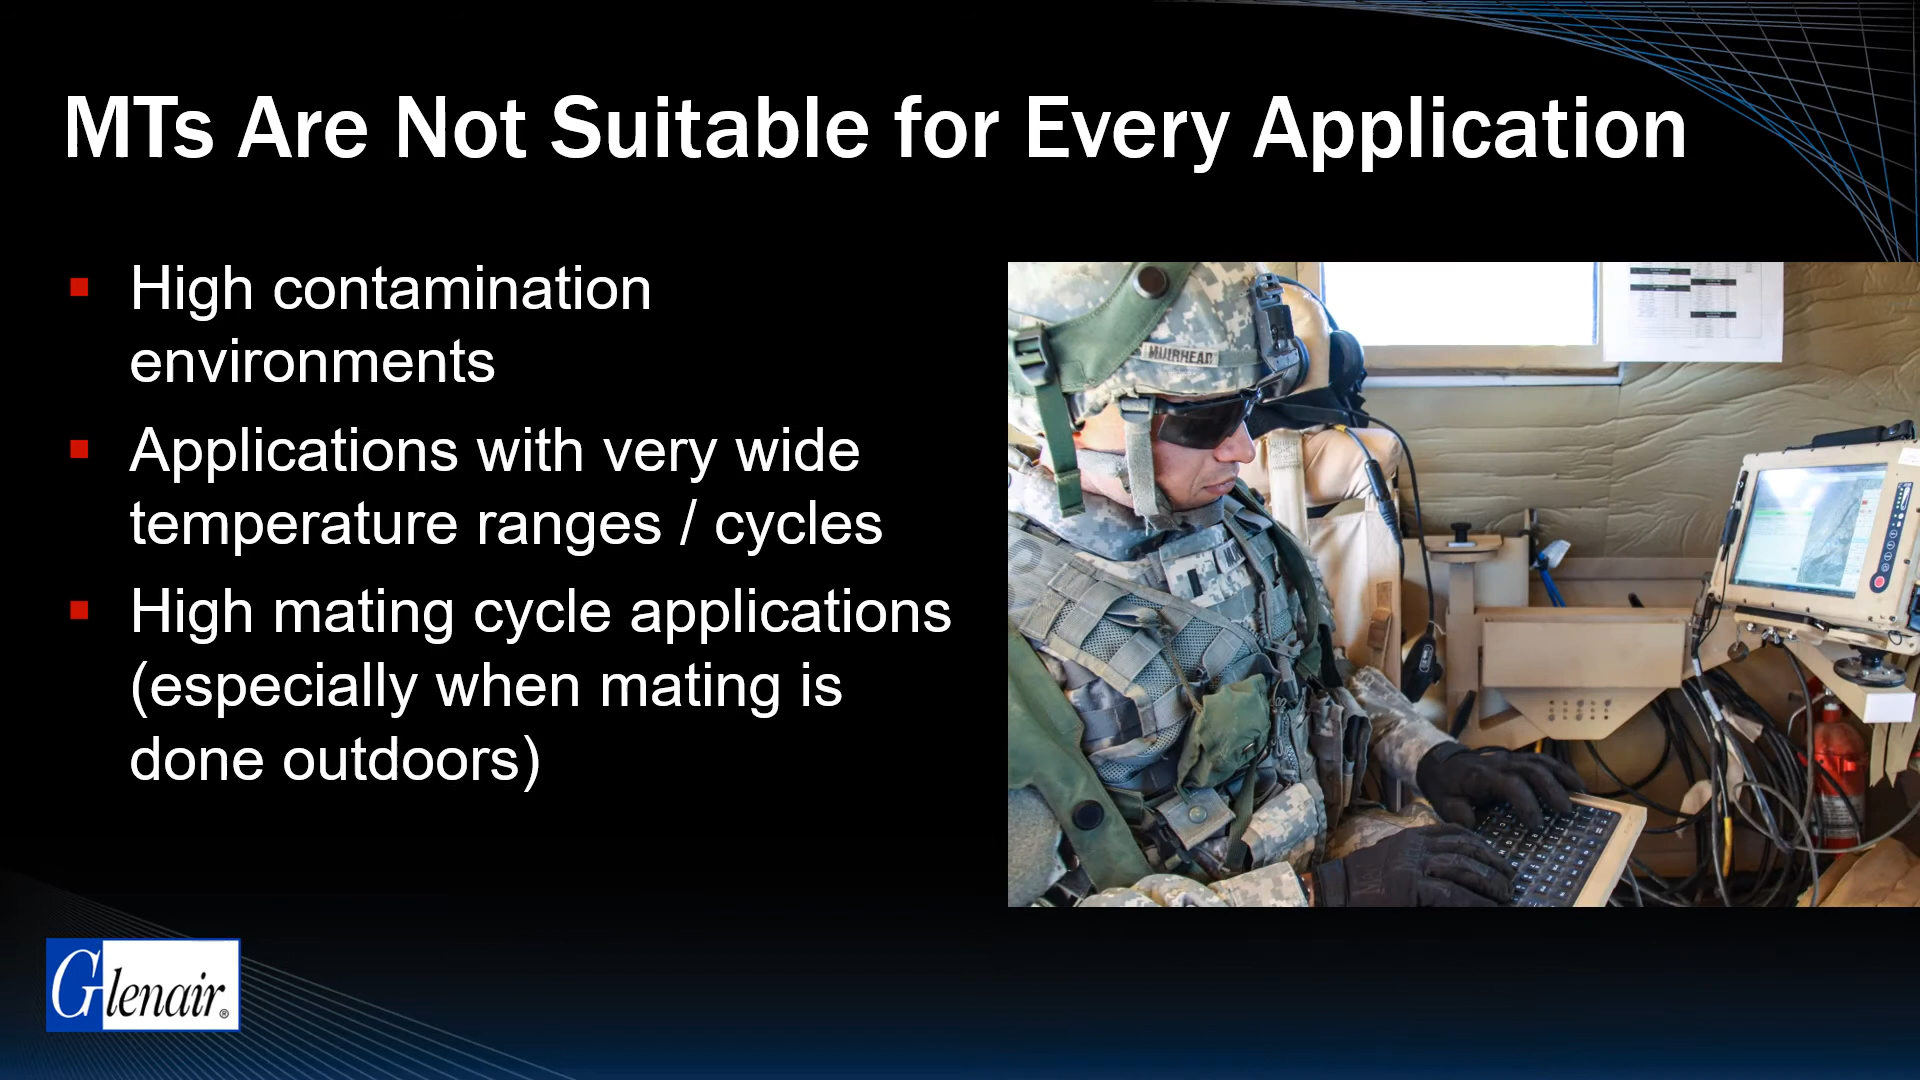 MTs Are Not Suitable for Every Application
High contamination
environments
Applications with very wide
temperature ranges / cycles
High mating cycle applications
(especially when mating is
done outdoors)
MUIRHEAD
Glenair®